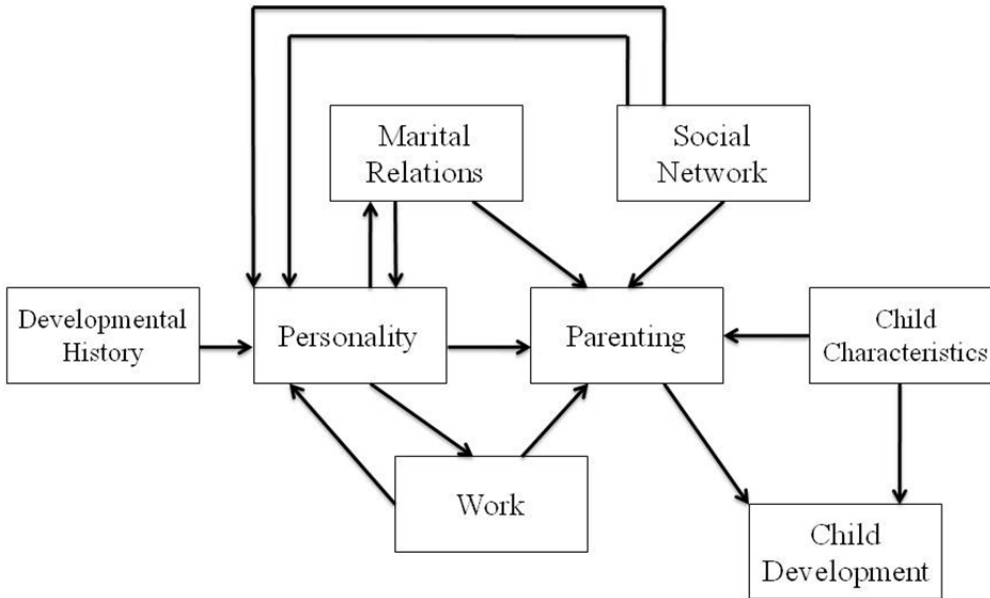 Marital
Relations
Social
Network
Developmental
History
Personality
Parenting
Child
Characteristics
Work
Child
Development